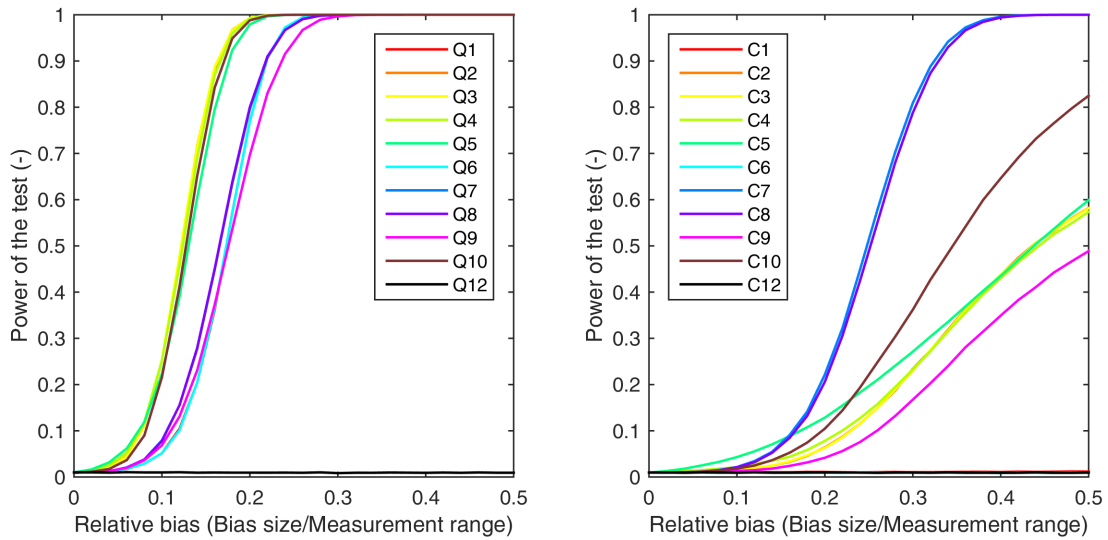 Power of the test (-)
1
0.9
0.8
0.7
0.6
0.5
0.4
0.3
0.2
0.1
0
0
0.1
0.2
0.3
0.4
0.5
Relative bias (Bias size/Measurement range)
Q1
Q2
Q3
Q4
Q5
Q6
Q7
Q8
Q9
Q10
Q12
Power of the test (-)
1
0.9
0.8
0.7
0.6
0.5
0.4
0.3
0.2
0.1
0
0
0.1
0.2
0.3
0.4
0.5
Relative bias (Bias size/Measurement range)
C1
C2
C3
C4
C5
C6
C7
C8
C9
C10
C12